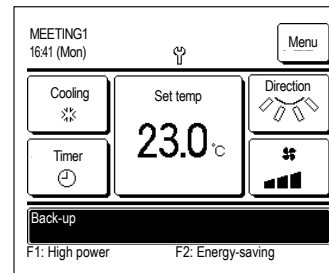 MEETING1
16:41 (Mon)
Menu
Cooling
Set temp
Direction
23.0°C
Timer
Back-up
F1: High power F2: Energy-saving